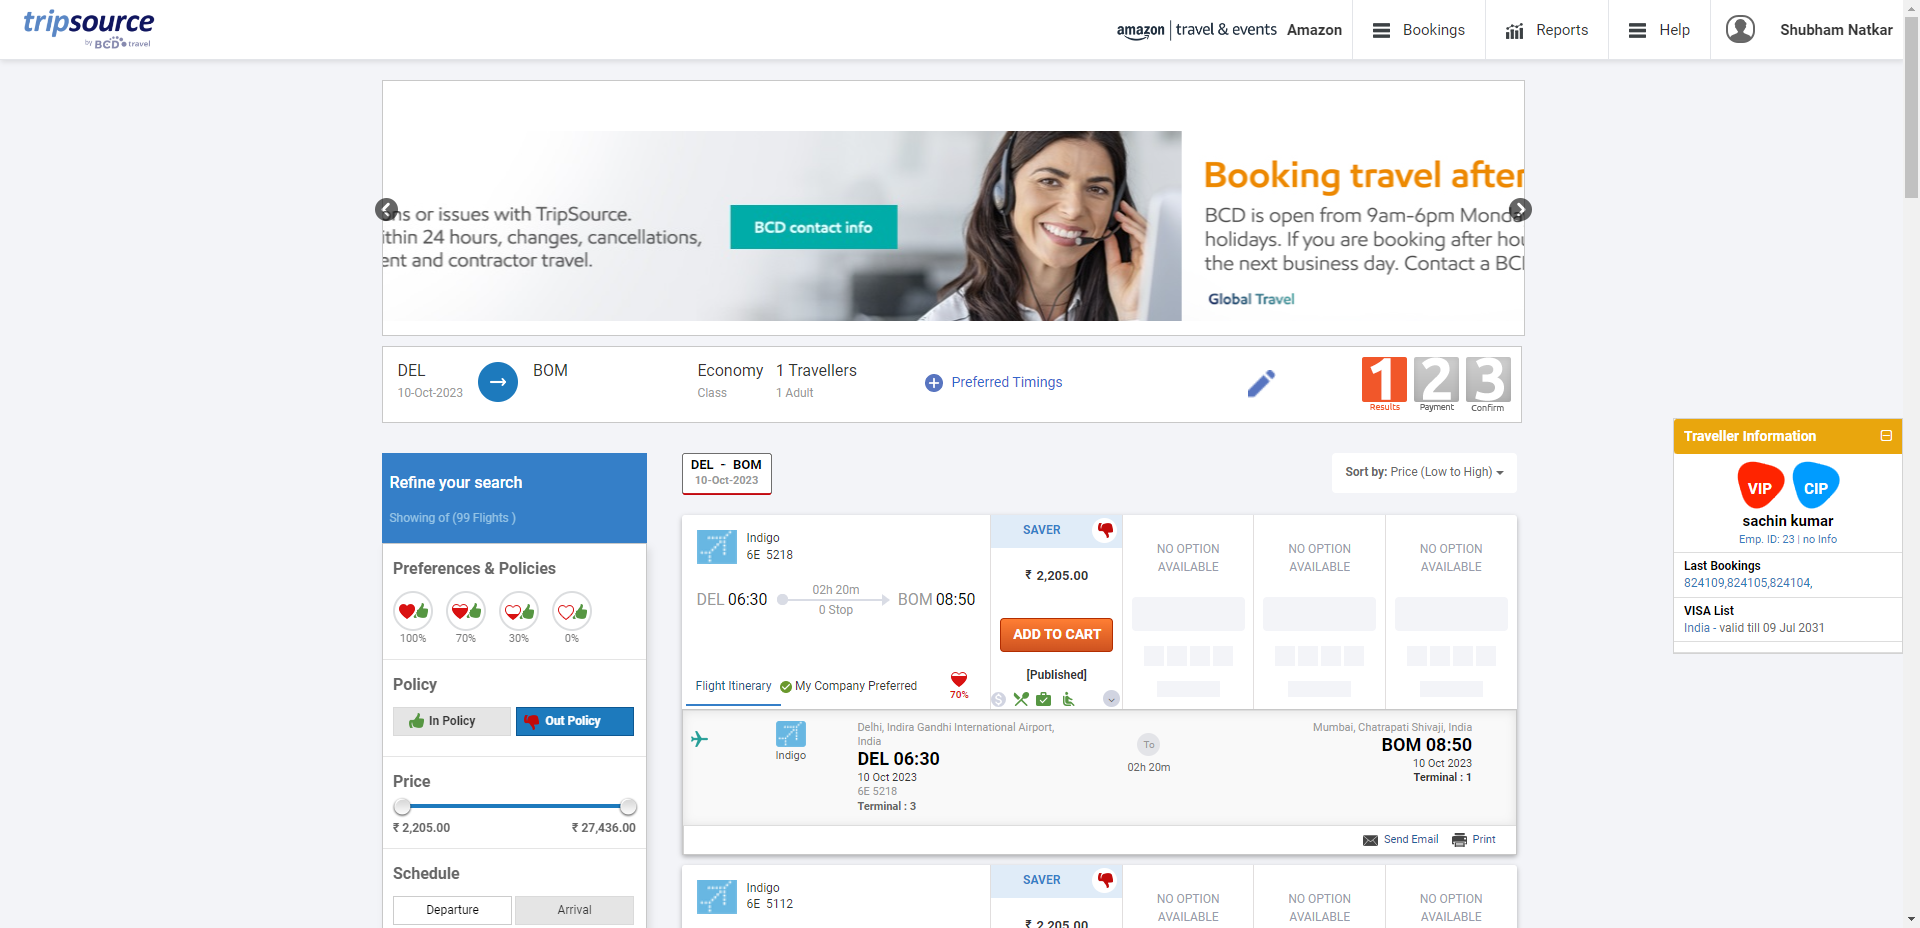 tripsource
by BCD travel
amazon | travel & events Amazon
Bookings
Reports
Help
Shubham Natkar
ns or issues with TripSource.
ithin 24 hours, changes, cancellations,
ent and contractor travel.
BCD contact info
Booking travel after
BCD is open from 9am-6pm Monda
holidays. If you are booking after hou
the next business day. Contact a BCI
Global Travel
DEL
10-Oct-2023
BOM
Economy
Class
1 Travellers
1 Adult
Preferred Timings
1 2 3
Results Payment Confirm
Traveller Information
VIP CIP
sachin kumar
Emp. ID: 23 | no Info
Last Bookings
824109,824105,824104,
VISA List
India - valid till 09 Jul 2031
Refine your search
Showing of (99 Flights )
Preferences & Policies
100% 70% 30% 0%
Policy
In Policy Out Policy
Price
₹ 2,205.00 ₹ 27,436.00
Schedule
Departure Arrival
DEL - BOM
10-Oct-2023
Sort by: Price (Low to High)
Indigo
6E 5218
DEL 06:30
02h 20m
0 Stop
BOM 08:50
Flight Itinerary
My Company Preferred
70%
SAVER
₹ 2,205.00
ADD TO CART
[Published]
NO OPTION
AVAILABLE
NO OPTION
AVAILABLE
NO OPTION
AVAILABLE
Indigo
Delhi, Indira Gandhi International Airport,
India
DEL 06:30
10 Oct 2023
6E 5218
Terminal : 3
To
02h 20m
Mumbai, Chatrapati Shivaji, India
BOM 08:50
10 Oct 2023
Terminal : 1
Send Email
Print
Indigo
6E 5112
SAVER
₹ 2,205.00
NO OPTION
AVAILABLE
NO OPTION
AVAILABLE
NO OPTION
AVAILABLE